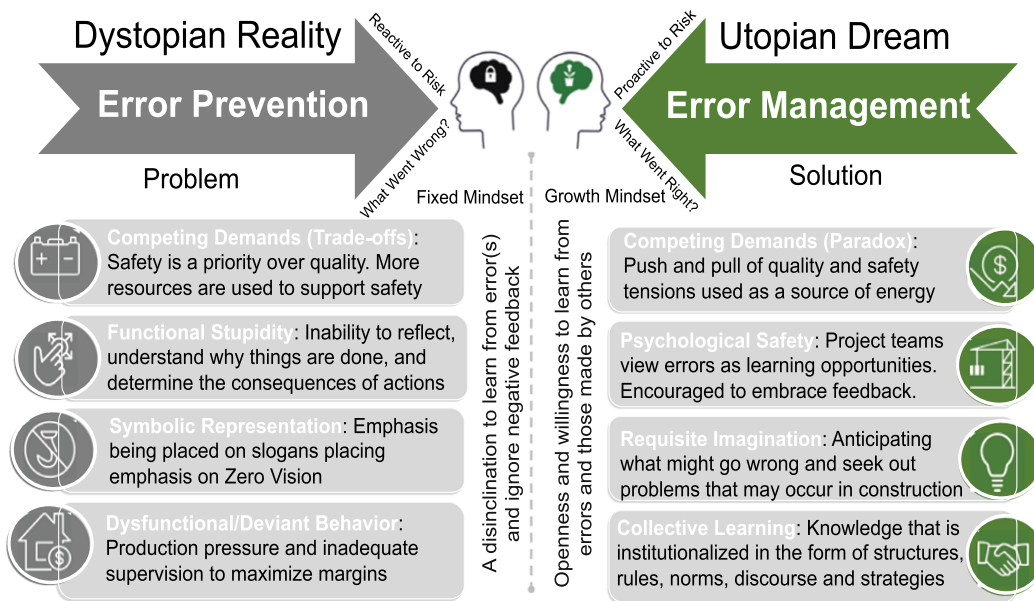 Dystopian Reality
Error Prevention
Problem
Reactive to Risk
What Went Wrong?
Fixed Mindset
Utopian Dream
Error Management
Solution
Proactive to Risk
What Went Right?
Growth Mindset
Competing Demands (Trade-offs):
Safety is a priority over quality. More
resources are used to support safety
Functional Stupidity: Inability to reflect,
understand why things are done, and
determine the consequences of actions
Symbolic Representation: Emphasis
being placed on slogans placing
emphasis on Zero Vision
Dysfunctional/Deviant Behavior:
Production pressure and inadequate
supervision to maximize margins
A disinclination to learn from error(s)
and ignore negative feedback
Openness and willingness to learn from
errors and those made by others
Competing Demands (Paradox):
Push and pull of quality and safety
tensions used as a source of energy
Psychological Safety: Project teams
view errors as learning opportunities.
Encouraged to embrace feedback.
Requisite Imagination: Anticipating
what might go wrong and seek out
problems that may occur in construction
Collective Learning: Knowledge that is
institutionalized in the form of structures,
rules, norms, discourse and strategies